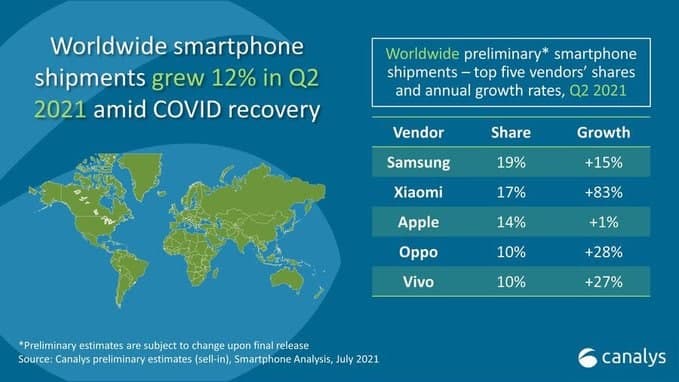 Worldwide smartphone
shipments grew 12% in Q2
2021 amid COVID recovery
Worldwide preliminary* smartphone
shipments – top five vendors' shares
and annual growth rates, Q2 2021
Vendor Share Growth
Samsung 19% +15%
Xiaomi 17% +83%
Apple 14% +1%
Oppo 10% +28%
Vivo 10% +27%
*Preliminary estimates are subject to change upon final release
Source: Canalys preliminary estimates (sell-in), Smartphone Analysis, July 2021
canalys